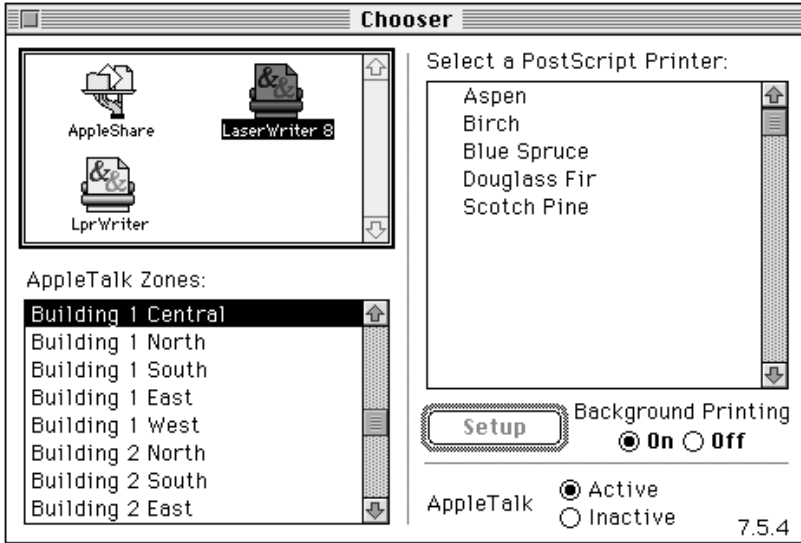 Chooser
AppleShare
LaserWriter 8
LprWriter
AppleTalk Zones:
Building 1 Central
Building 1 North
Building 1 South
Building 1 East
Building 1 West
Building 2 North
Building 2 South
Building 2 East
Select a PostScript Printer:
Aspen
Birch
Blue Spruce
Douglass Fir
Scotch Pine
Setup
Background Printing
On Off
AppleTalk
Active
Inactive
7.5.4